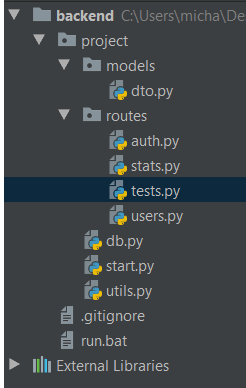 backend C:\Users\micha\De
project
models
dto.py
routes
auth.py
stats.py
tests.py
users.py
db.py
start.py
utils.py
.gitignore
run.bat
External Libraries